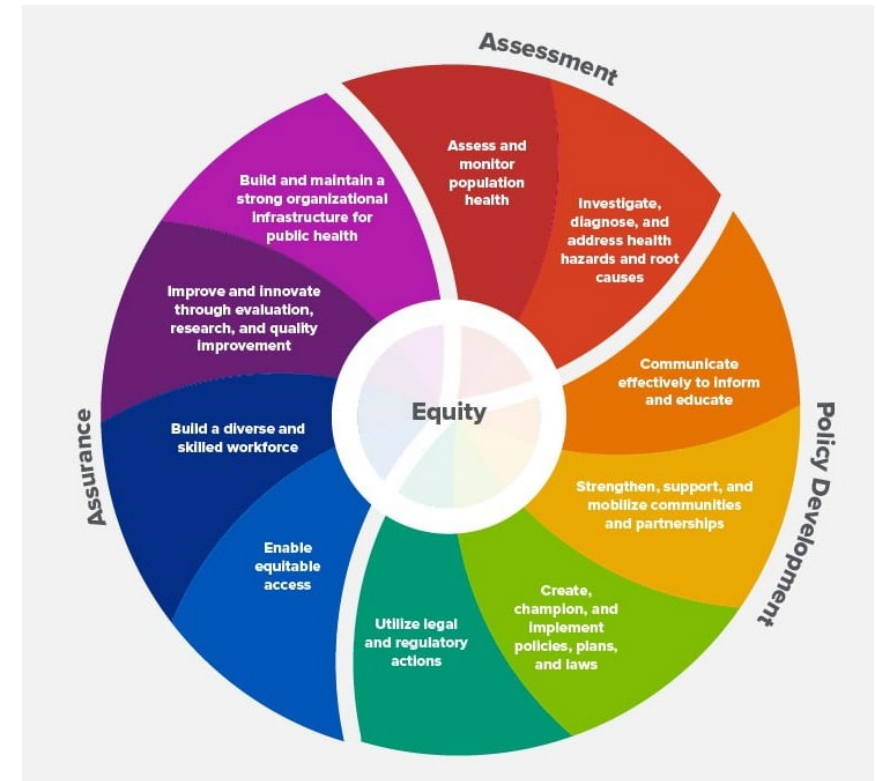 Assessment
Assess and
monitor
population
health
Investigate,
diagnose, and
address health
hazards and root
causes
Policy Development
Communicate
effectively to inform
and educate
Strengthen, support, and
mobilize communities
and partnerships
Create,
champion, and
implement
policies, plans,
and laws
Utilize legal
and regulatory
actions
Assurance
Enable
equitable
access
Build a diverse and
skilled workforce
Improve and innovate
through evaluation,
research, and quality
improvement
Build and maintain a
strong organizational
infrastructure for
public health
Equity